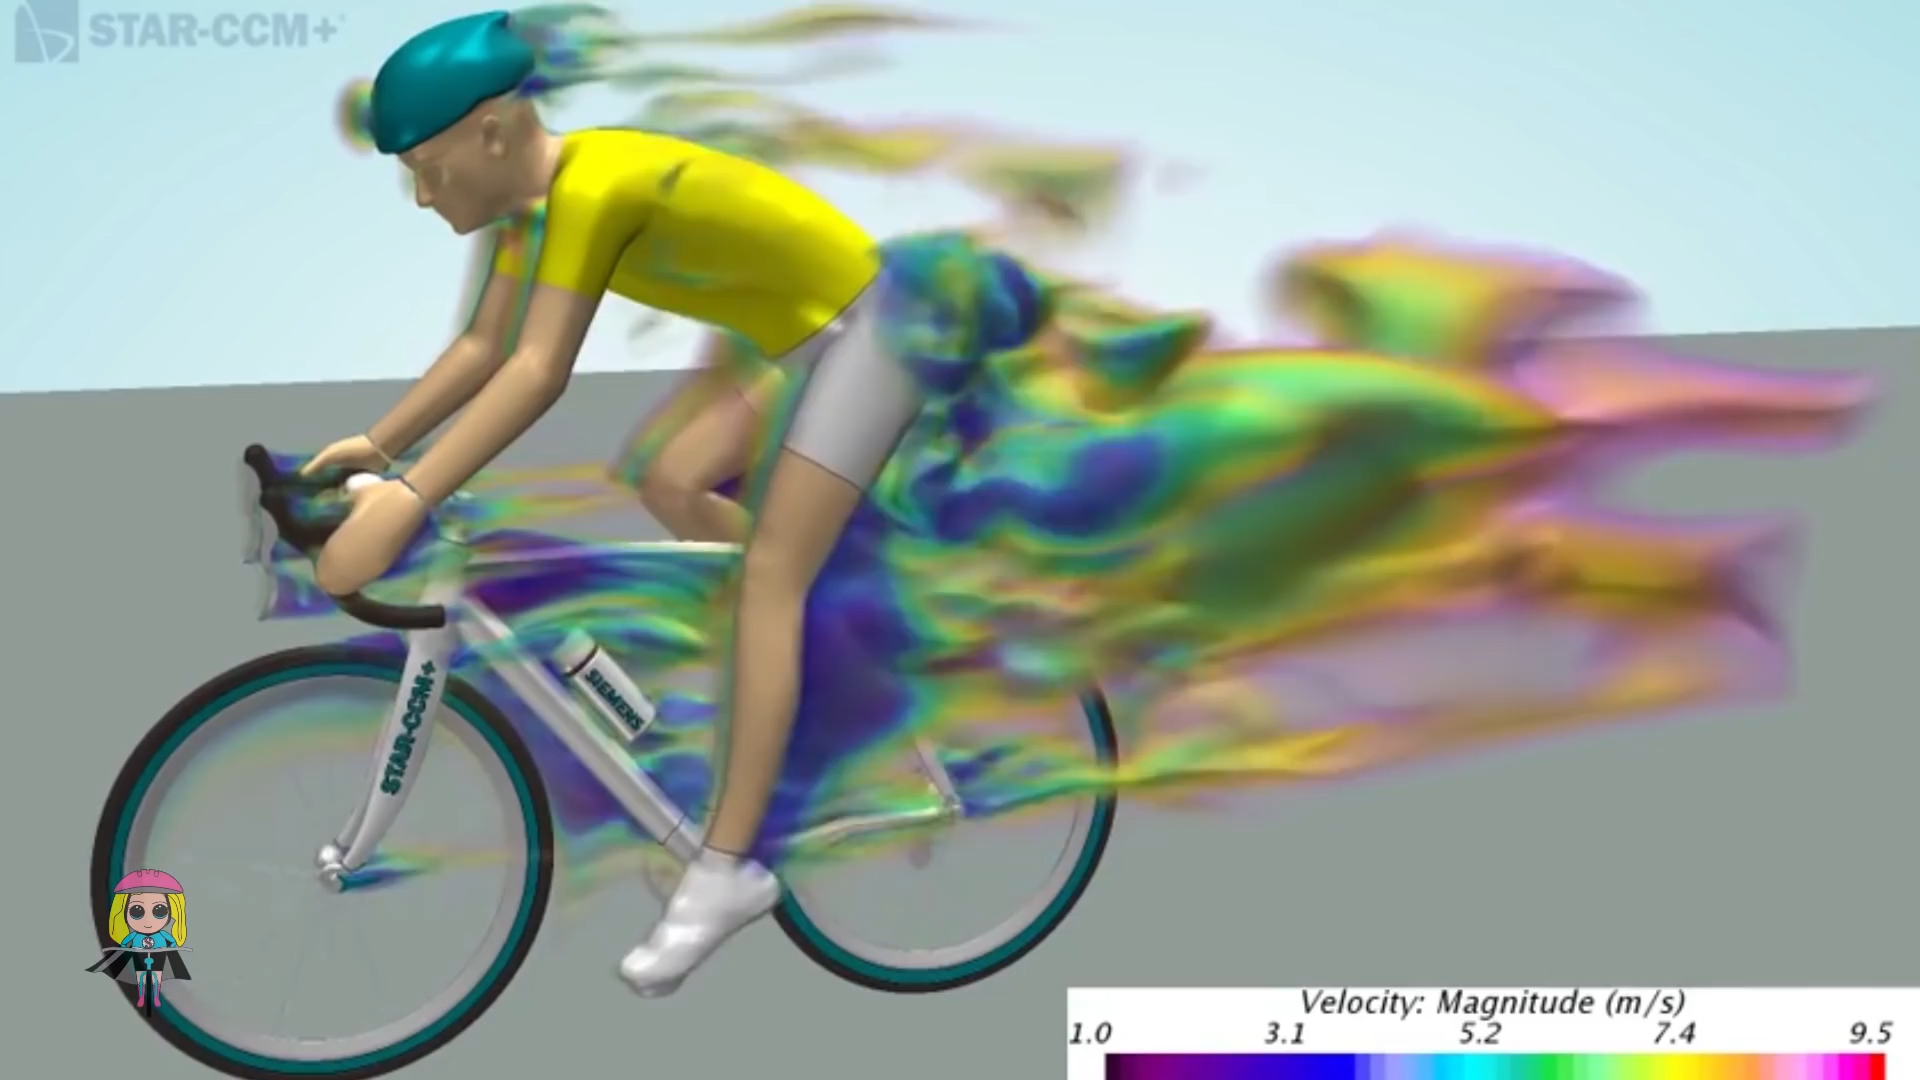 STAR-CCM+
STAR-CCM+
SIEMENS
Velocity: Magnitude (m/s)
1.0 3.1 5.2 7.4 9.5